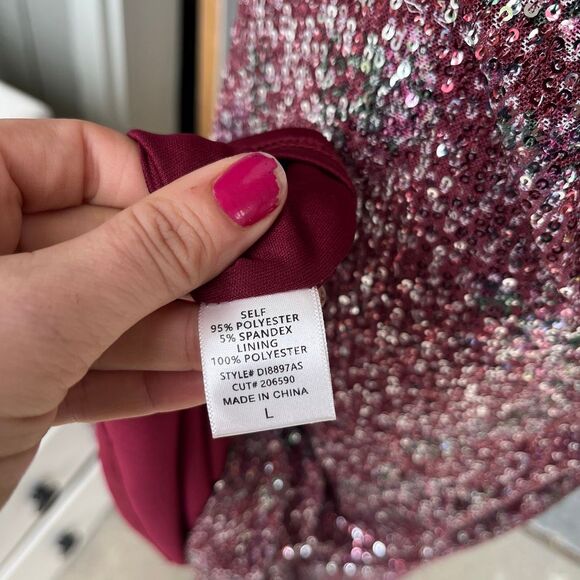 SELF
95% POLYESTER
5% SPANDEX
LINING
100% POLYESTER
STYLE# DI8897AS
CUT# 206590
MADE IN CHINA
L